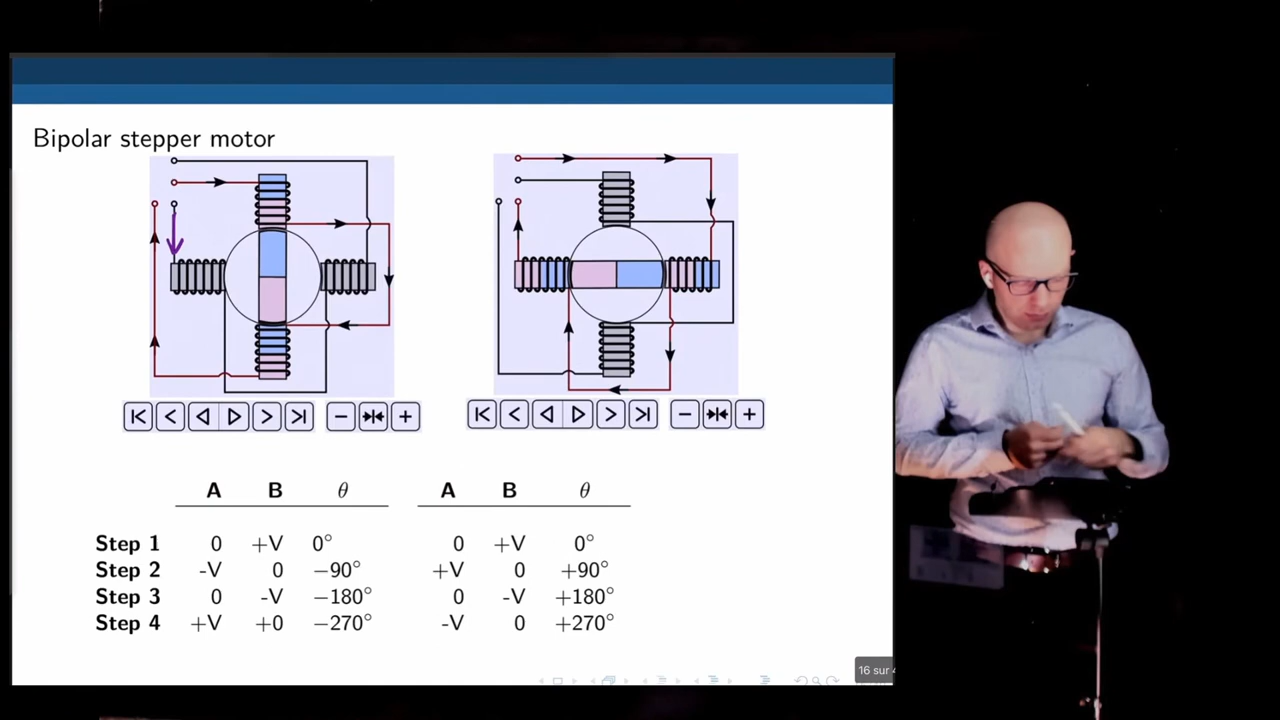 Bipolar stepper motor
A B θ A B θ
Step 1 0 +V 0° 0 +V 0°
Step 2 -V 0 −90° +V 0 +90°
Step 3 0 -V −180° 0 -V +180°
Step 4 +V +0 −270° -V 0 +270°
16 sur